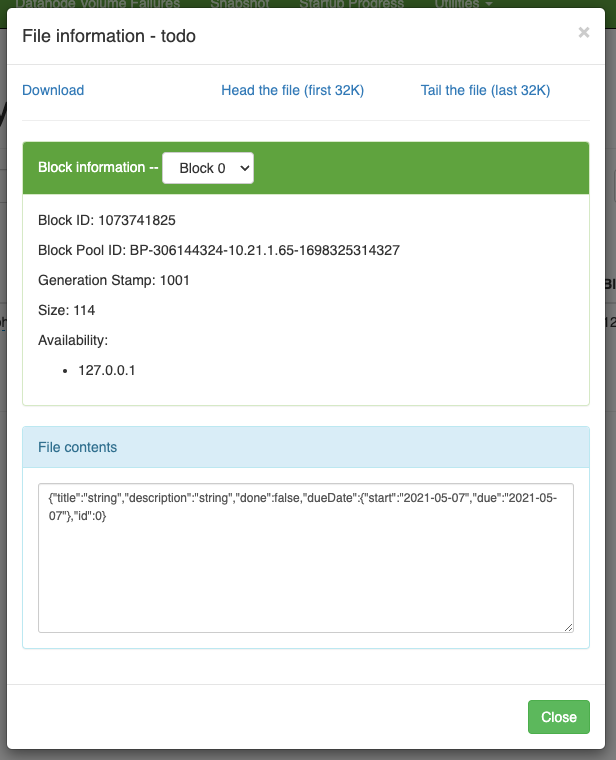 Datanode Volume Failures Snapshot Startup Progress Utilities
File information - todo
×
Download Head the file (first 32K) Tail the file (last 32K)
Block information -- Block 0
Block ID: 1073741825
Block Pool ID: BP-306144324-10.21.1.65-1698325314327
Generation Stamp: 1001
Size: 114
Availability:
• 127.0.0.1
File contents
{"title":"string","description":"string","done":false,"dueDate":{"start":"2021-05-07","due":"2021-05-
07"},"id":0}
Close